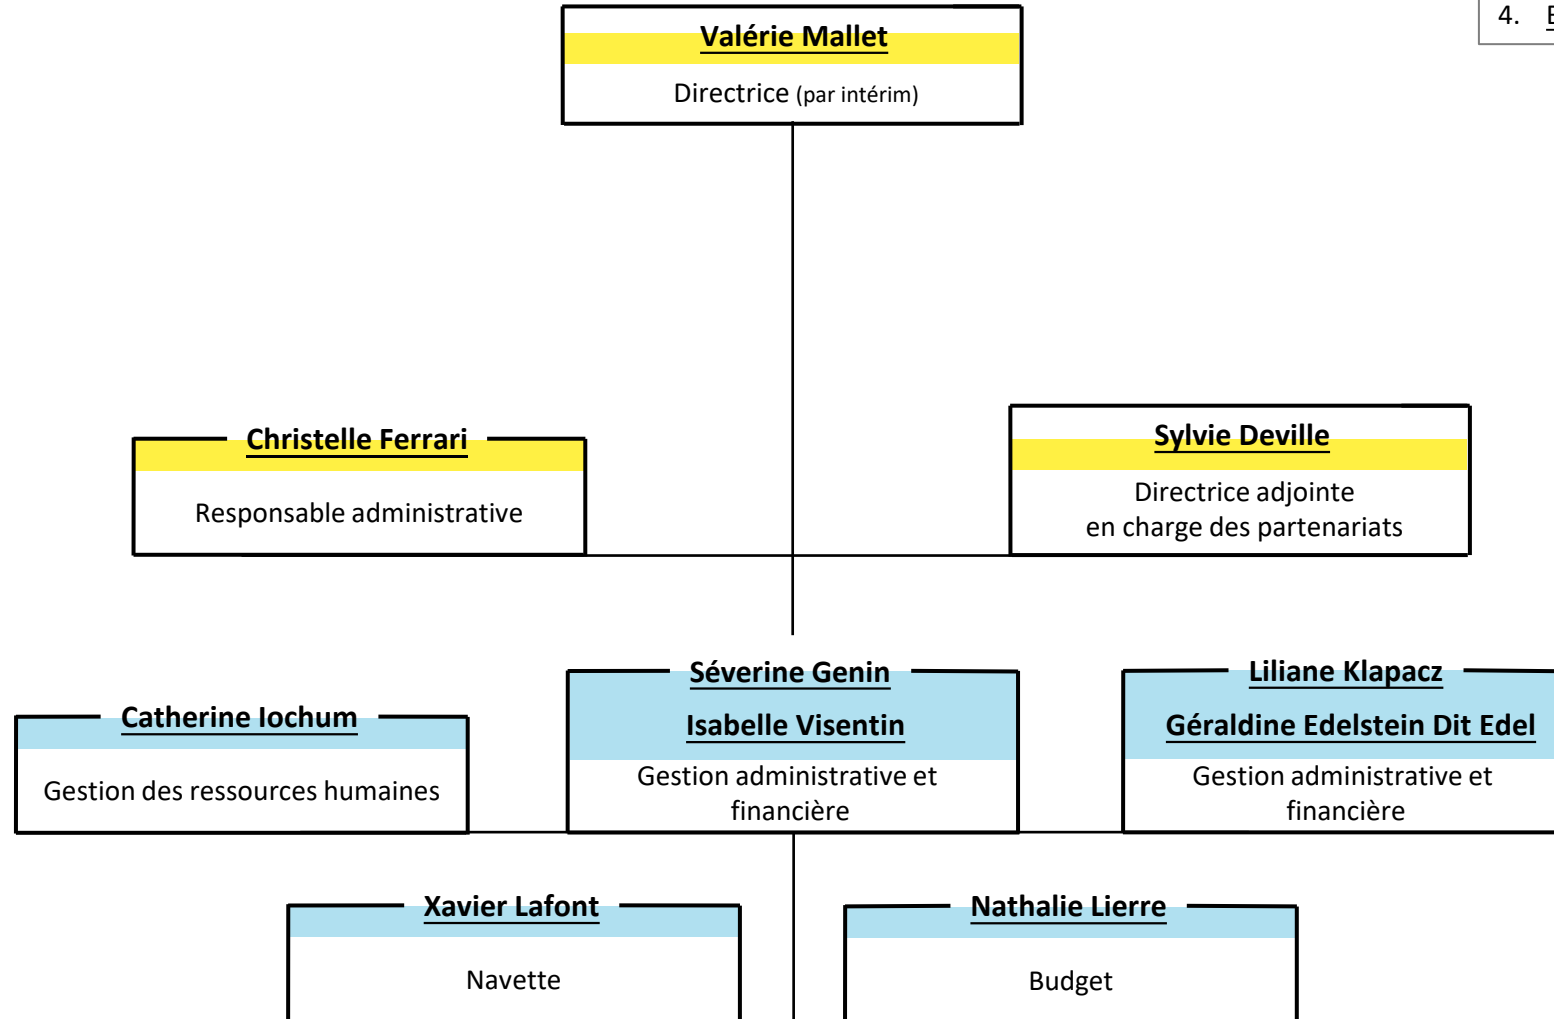 4.
Valérie Mallet
Directrice (par intérim)
Christelle Ferrari
Responsable administrative
Sylvie Deville
Directrice adjointe
en charge des partenariats
Catherine Iochum
Gestion des ressources humaines
Séverine Genin
Isabelle Visentin
Gestion administrative et
financière
Liliane Klapacz
Géraldine Edelstein Dit Edel
Gestion administrative et
financière
Xavier Lafont
Navette
Nathalie Lierre
Budget